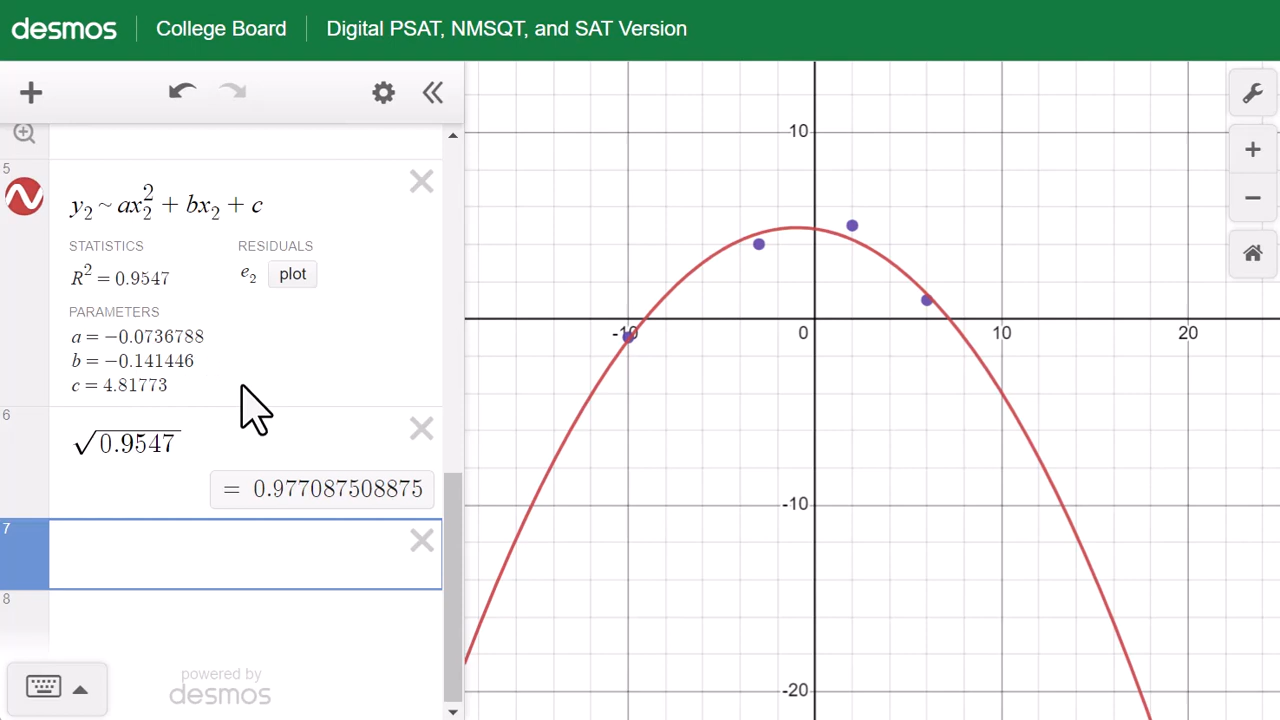 desmos College Board Digital PSAT, NMSQT, and SAT Version
5
y₂ ~ ax₂² + bx₂ + c
STATISTICS RESIDUALS
R² = 0.9547 e₂ plot
PARAMETERS
a = −0.0736788
b = −0.141446
c = 4.81773
6
√0.9547
= 0.977087508875
7
8
powered by
desmos
10
-10 0 10 20
-10
-20